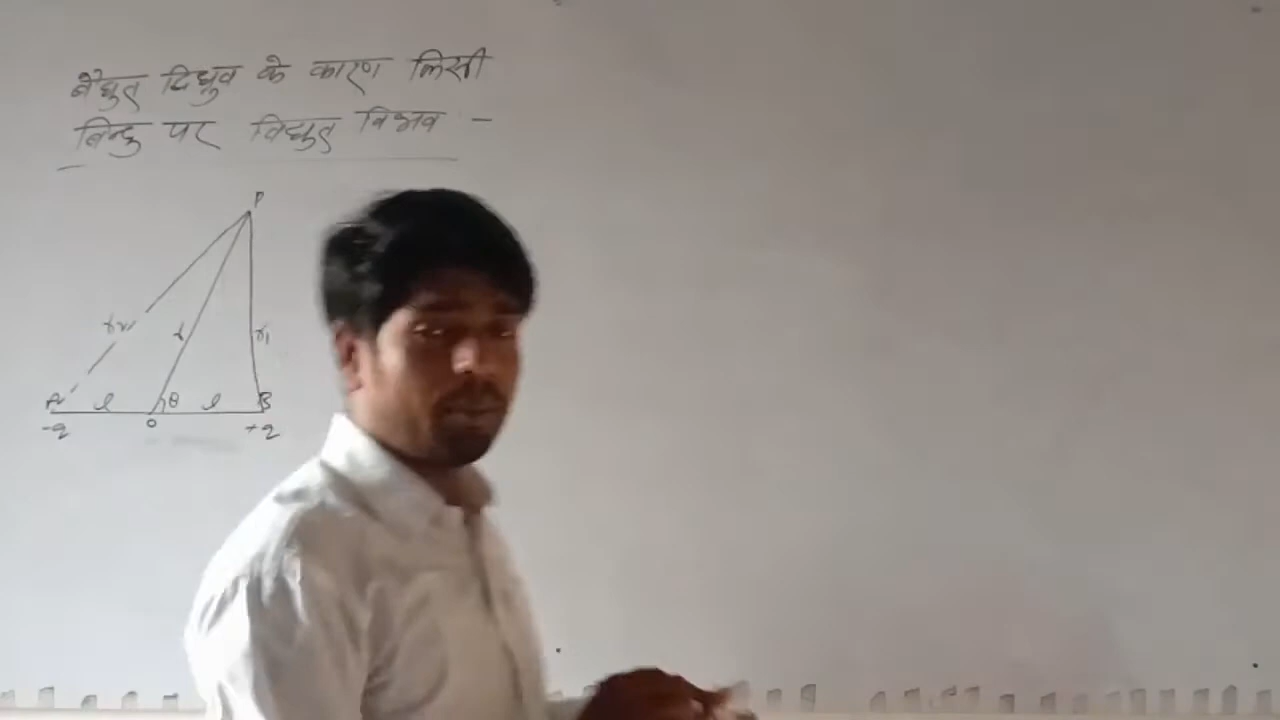 बैद्युत द्विध्रुव के कारण किसी
बिन्दु पर विद्युत विभव -
P
r₂ r r₁
A l θ l B
-q O +q